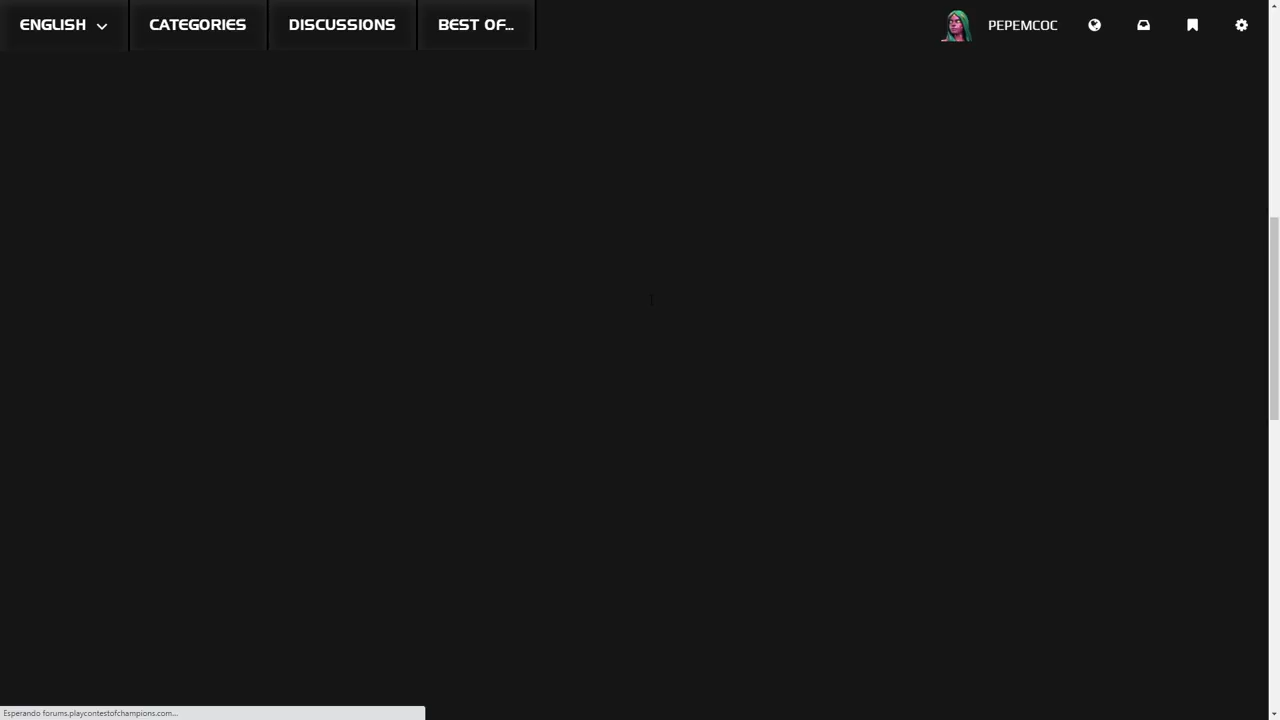 ENGLISH CATEGORIES DISCUSSIONS BEST OF... PEPEMCOC
Esperando forums.playcontestofchampions.com...